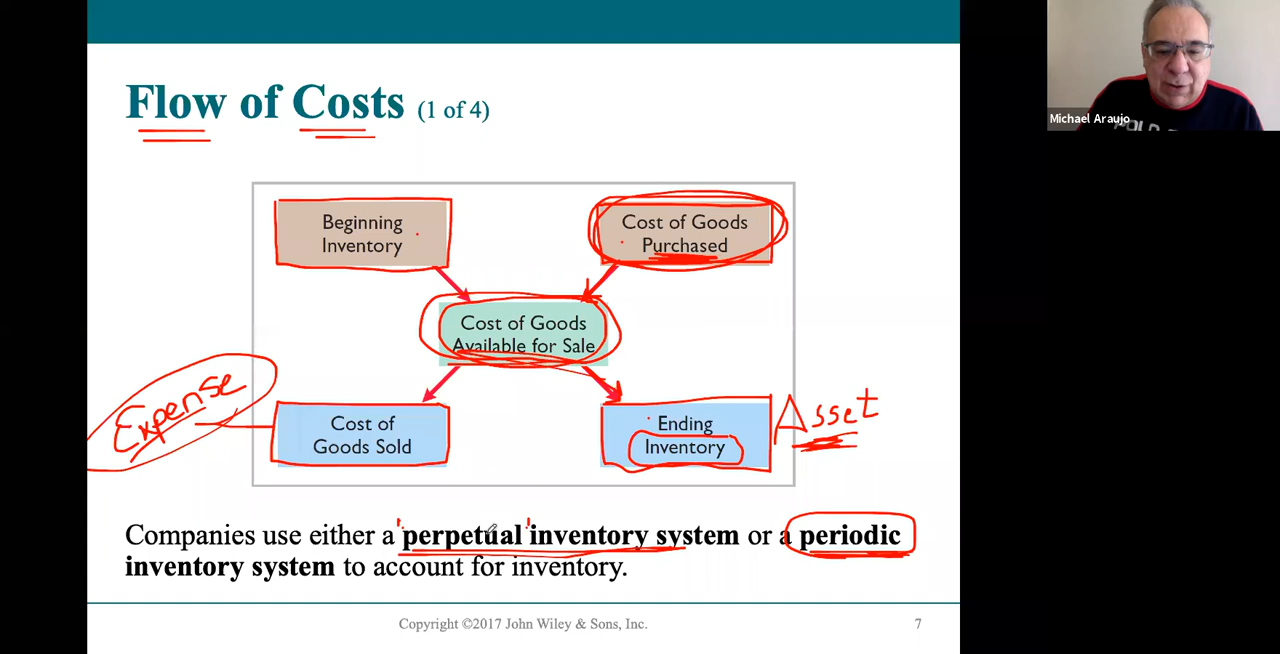 Flow of Costs (1 of 4)
Michael Araujo
Beginning
Inventory
Cost of Goods
Purchased
Cost of Goods
Available for Sale
Expense
Cost of
Goods Sold
Ending
Inventory
Asset
Companies use either a perpetual inventory system or a periodic
inventory system to account for inventory.
Copyright ©2017 John Wiley & Sons, Inc.
7